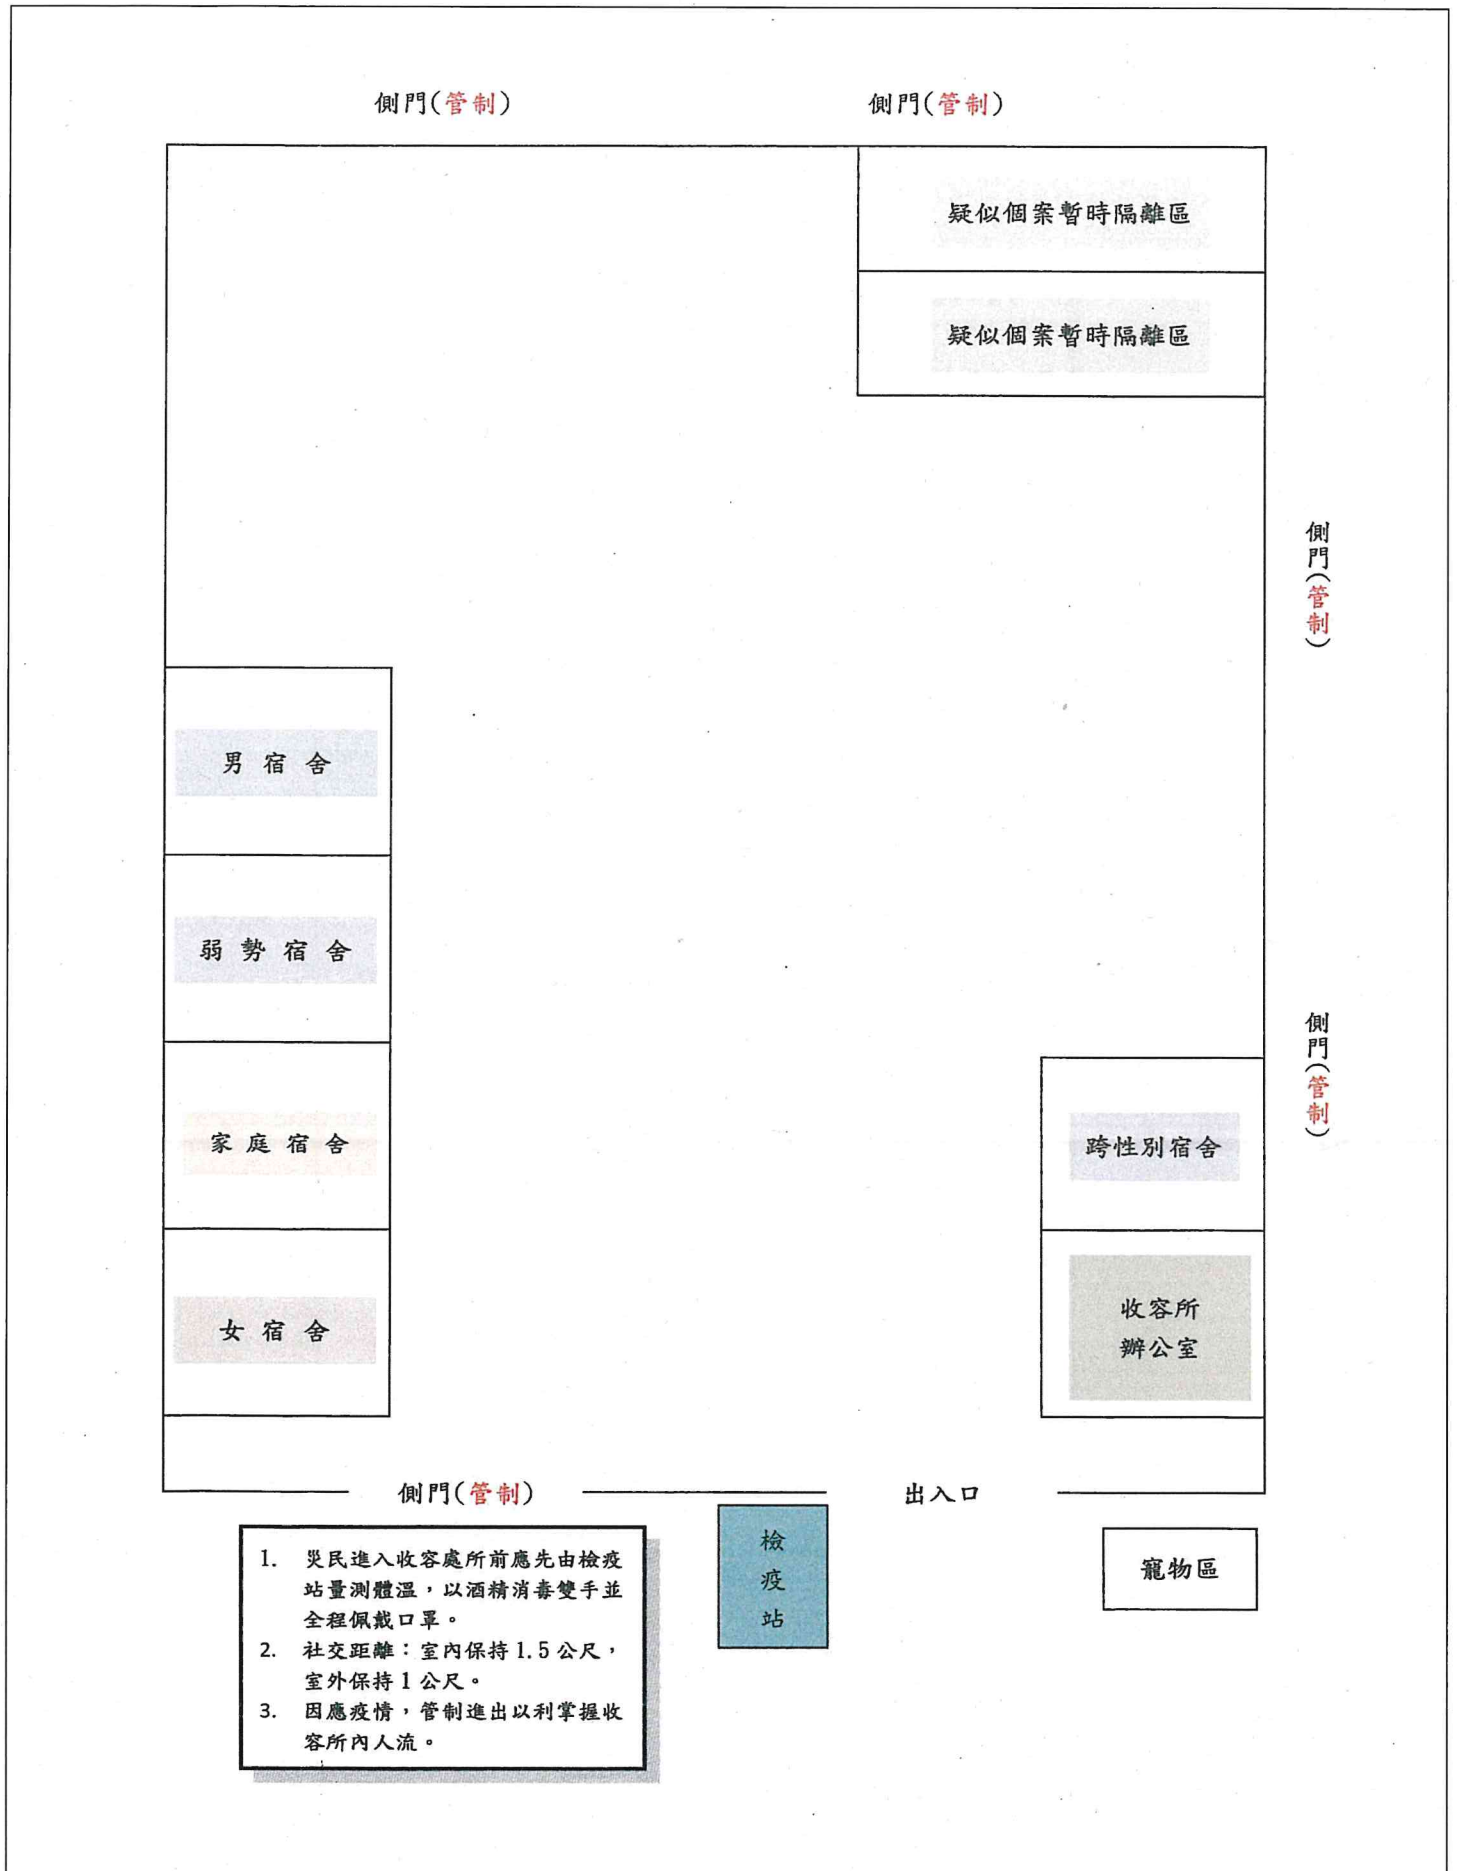 側門(管制)
側門(管制)
疑似個案暫時隔離區
疑似個案暫時隔離區
側門(管制)
男宿舍
弱勢宿舍
側門(管制)
家庭宿舍
跨性別宿舍
女宿舍
收容所
辦公室
側門(管制)
出入口
檢疫站
寵物區
1. 災民進入收容處所前應先由檢疫
站量測體溫，以酒精消毒雙手並
全程佩戴口罩。
2. 社交距離：室內保持1.5公尺，
室外保持1公尺。
3. 因應疫情，管制進出以利掌握收
容所內人流。